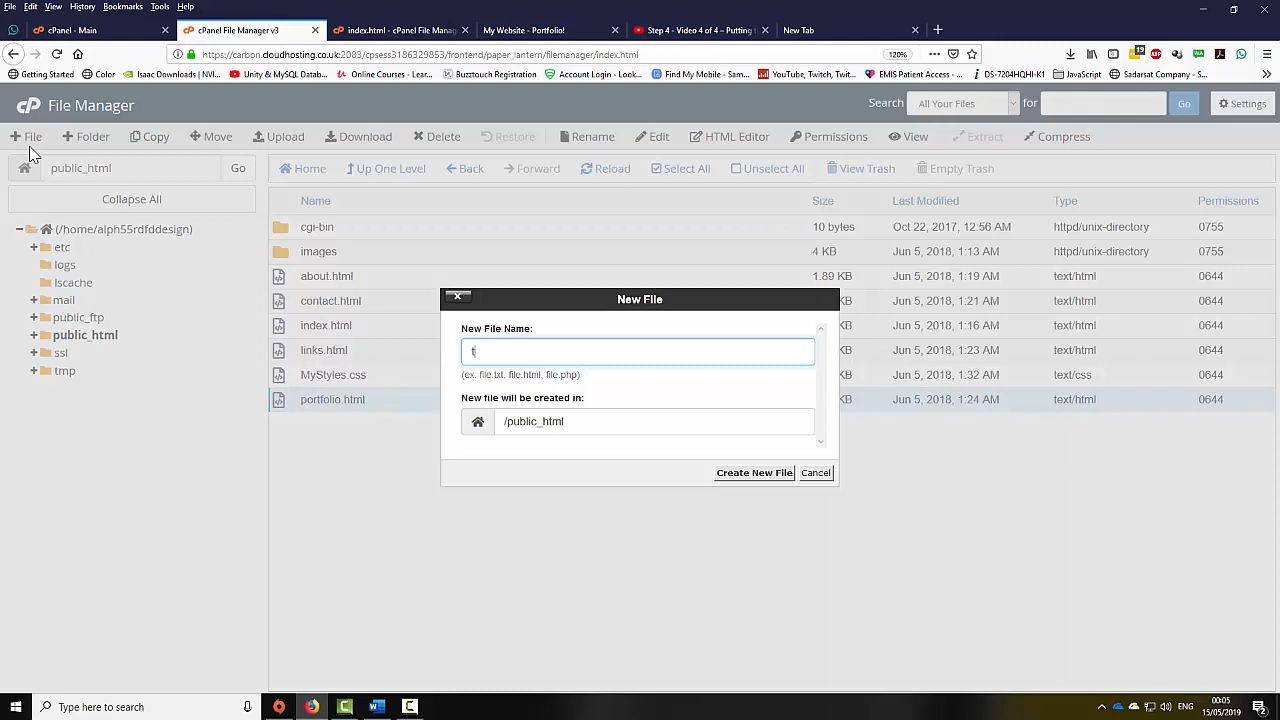 File Edit View History Bookmarks Tools Help
cPanel - Main
cPanel File Manager v3
index.html - cPanel File Manag
My Website - Portfolio!
Step 4 - Video 4 of 4 – Putting
New Tab
https://carbon.cloudhosting.co.uk:2083/cpsess3186329853/frontend/paper_lantern/filemanager/index.html
120%
Getting Started
Color
Isaac Downloads | NVI...
Unity & MySQL Datab...
Online Courses - Lear...
Buzztouch Registration
Account Login - Look...
Find My Mobile - Sam...
YouTube, Twitch, Twit...
EMIS Patient Access -...
DS-7204HQHI-K1
JavaScript
Sadarsat Company - ...
cP File Manager
Search
All Your Files
for
Go
Settings
File
Folder
Copy
Move
Upload
Download
Delete
Restore
Rename
Edit
HTML Editor
Permissions
View
Extract
Compress
public_html
Go
Home
Up One Level
Back
Forward
Reload
Select All
Unselect All
View Trash
Empty Trash
Collapse All
(/home/alph55rdfddesign)
etc
logs
lscache
mail
public_ftp
public_html
ssl
tmp
Name Size Last Modified Type Permissions
cgi-bin 10 bytes Oct 22, 2017, 12:56 AM httpd/unix-directory 0755
images 4 KB Jun 5, 2018, 1:13 AM httpd/unix-directory 0755
about.html 1.89 KB Jun 5, 2018, 1:19 AM text/html 0644
contact.html KB Jun 5, 2018, 1:21 AM text/html 0644
index.html KB Jun 5, 2018, 1:16 AM text/html 0644
links.html KB Jun 5, 2018, 1:23 AM text/html 0644
MyStyles.css KB Jun 5, 2018, 1:32 AM text/css 0644
portfolio.html KB Jun 5, 2018, 1:24 AM text/html 0644
New File
New File Name:
t
(ex: file.txt, file.html, file.php)
New file will be created in:
/public_html
Create New File
Cancel
Type here to search
00:05
15/05/2019